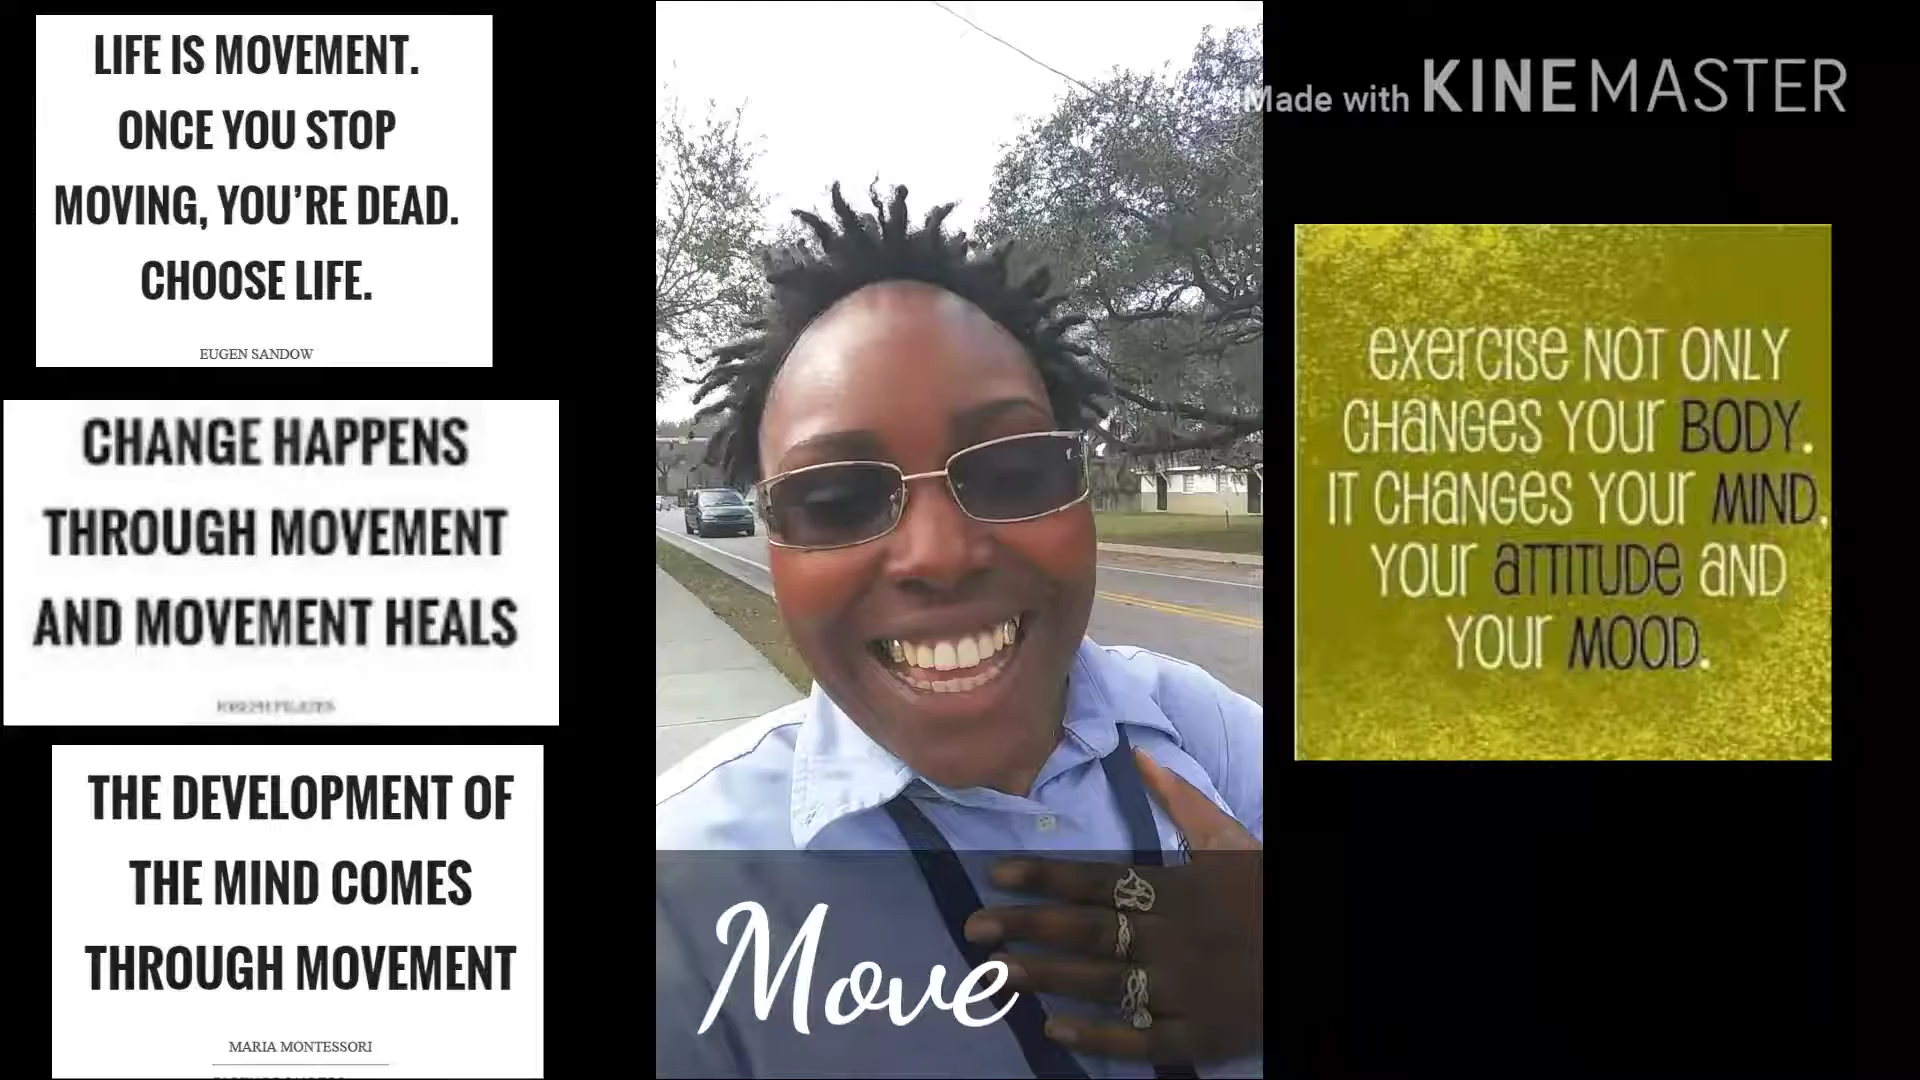 LIFE IS MOVEMENT.
ONCE YOU STOP
MOVING, YOU'RE DEAD.
CHOOSE LIFE.
EUGEN SANDOW
CHANGE HAPPENS
THROUGH MOVEMENT
AND MOVEMENT HEALS
JOSEPH PILATES
THE DEVELOPMENT OF
THE MIND COMES
THROUGH MOVEMENT
MARIA MONTESSORI
Move
Made with KINEMASTER
exercise NOT ONLY
CHaNGes YOUr BODY.
IT CHaNGes YOUr MIND,
YOUr aTTITUDe aND
YOUr MOOD.